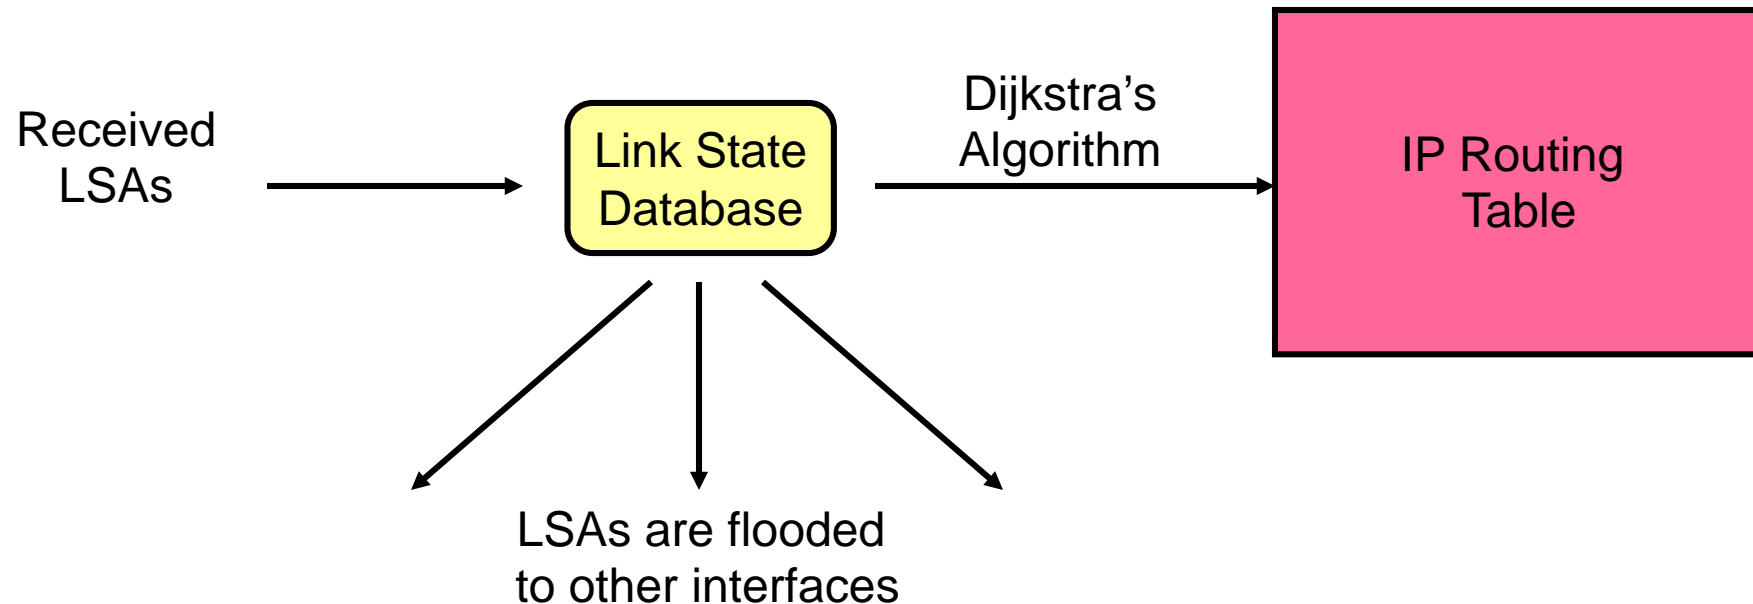 Received
LSAs
Link State
Database
Dijkstra’s
Algorithm
IP Routing
Table
LSAs are flooded
to other interfaces